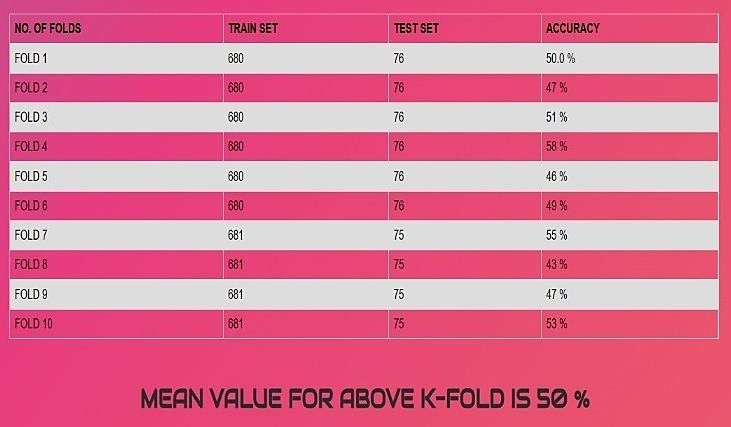 NO. OF FOLDS TRAIN SET TEST SET ACCURACY
FOLD 1 680 76 50.0 %
FOLD 2 680 76 47 %
FOLD 3 680 76 51 %
FOLD 4 680 76 58 %
FOLD 5 680 76 46 %
FOLD 6 680 76 49 %
FOLD 7 681 75 55 %
FOLD 8 681 75 43 %
FOLD 9 681 75 47 %
FOLD 10 681 75 53 %
MEAN VALUE FOR ABOVE K-FOLD IS 50 %